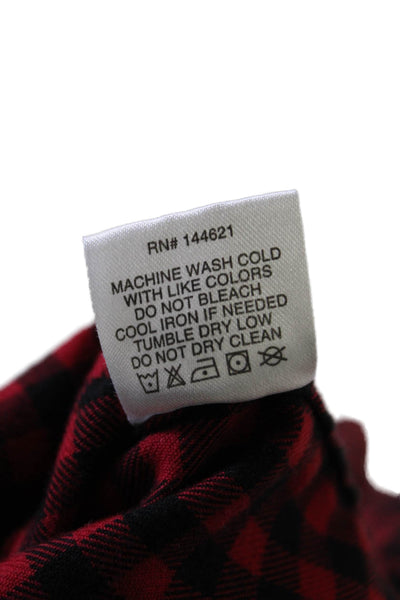 RN# 144621
MACHINE WASH COLD
WITH LIKE COLORS
DO NOT BLEACH
COOL IRON IF NEEDED
TUMBLE DRY LOW
DO NOT DRY CLEAN